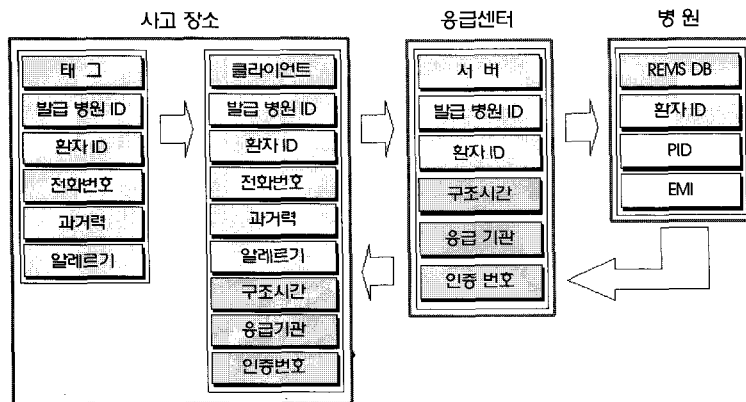 사고 장소
태 그
발급 병원 ID
환자 ID
전화번호
과거력
알레르기
클라이언트
발급 병원 ID
환자 ID
전화번호
과거력
알레르기
구조시간
응급기관
인증번호
응급센터
서 버
발급 병원 ID
환자 ID
구조시간
응급 기관
인증 번호
병 원
REMS DB
환자 ID
PID
EMI